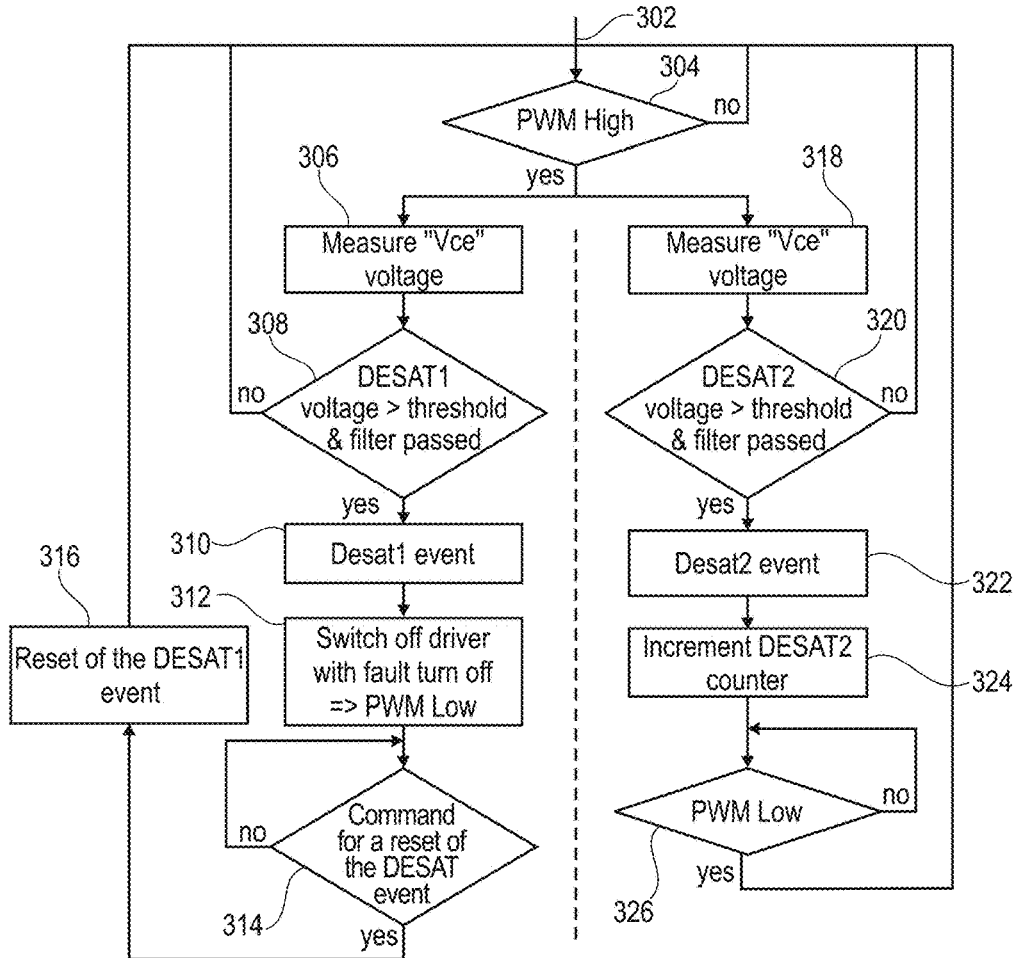 302
304
PWM High
no
yes
306
318
Measure "Vce"
voltage
Measure "Vce"
voltage
308
320
DESAT1
voltage > threshold
& filter passed
no
yes
DESAT2
voltage > threshold
& filter passed
no
yes
310
Desat1 event
Desat2 event
322
316
312
Reset of the DESAT1
event
Switch off driver
with fault turn off
=> PWM Low
Increment DESAT2
counter
324
Command
for a reset of
the DESAT
event
no
yes
314
PWM Low
no
yes
326